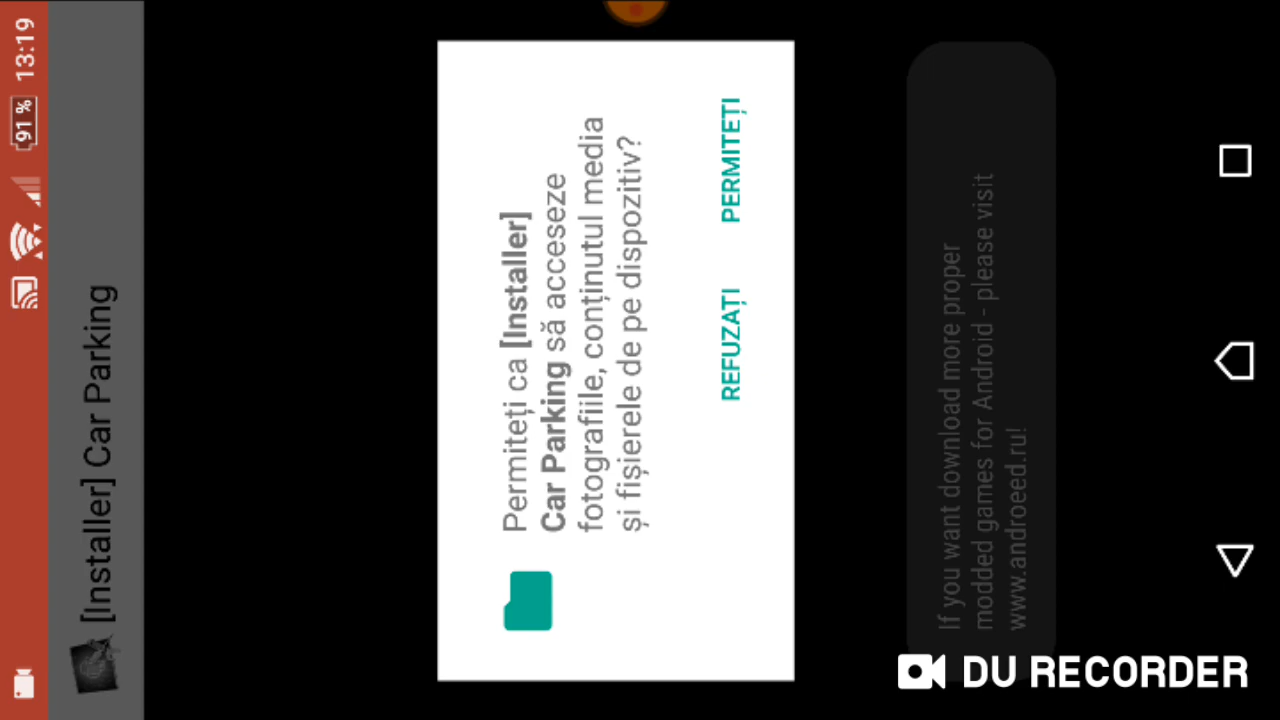 91 % 13:19
[Installer] Car Parking
Permiteți ca [Installer]
Car Parking să acceseze
fotografiile, conținutul media
și fișierele de pe dispozitiv?
REFUZAȚI PERMITEȚI
If you want download more proper
modded games for Android - please visit
www.androeed.ru!
DU RECORDER